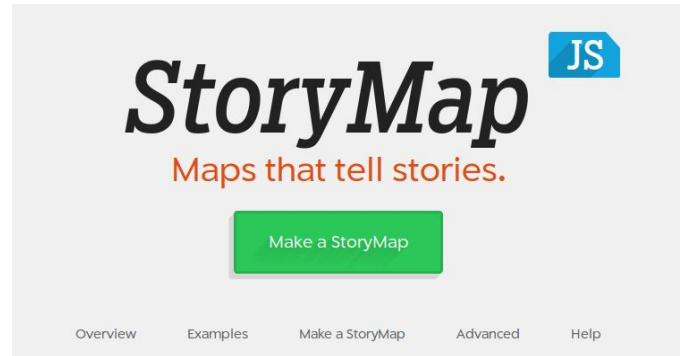 StoryMap JS
Maps that tell stories.
Make a StoryMap
Overview Examples Make a StoryMap Advanced Help